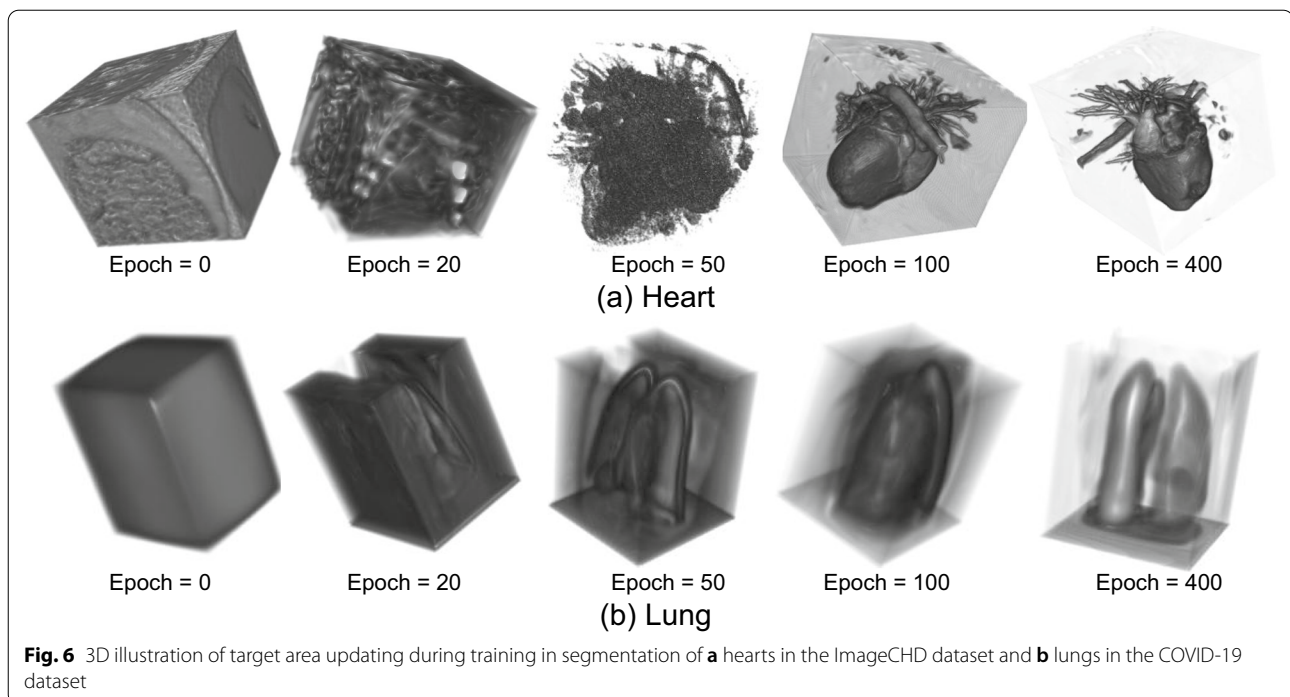 Epoch = 0 Epoch = 20 Epoch = 50 Epoch = 100 Epoch = 400
(a) Heart
Epoch = 0 Epoch = 20 Epoch = 50 Epoch = 100 Epoch = 400
(b) Lung
Fig. 6 3D illustration of target area updating during training in segmentation of a hearts in the ImageCHD dataset and b lungs in the COVID-19
dataset